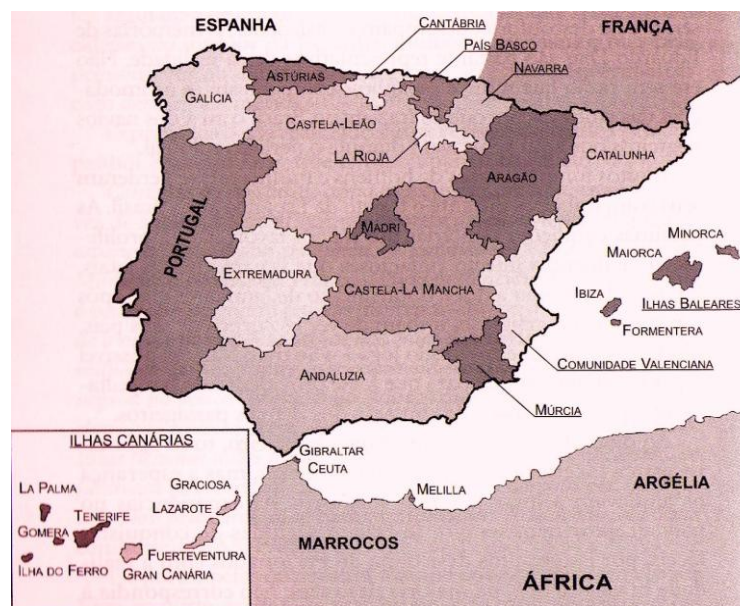 ESPANHA
CANTÁBRIA
FRANÇA
PAÍS BASCO
ASTÚRIAS
NAVARRA
GALÍCIA
CASTELA-LEÃO
LA RIOJA
CATALUNHA
ARAGÃO
MADRI
MINORCA
MAIORCA
PORTUGAL
EXTREMADURA
CASTELA-LA MANCHA
IBIZA
ILHAS BALEARES
FORMENTERA
COMUNIDADE VALENCIANA
ANDALUZIA
MÚRCIA
ILHAS CANÁRIAS
GIBRALTAR
CEUTA
MELILLA
ARGÉLIA
LA PALMA
GRACIOSA
LAZAROTE
TENERIFE
GOMERA
FUERTEVENTURA
ILHA DO FERRO
GRAN CANÁRIA
MARROCOS
ÁFRICA